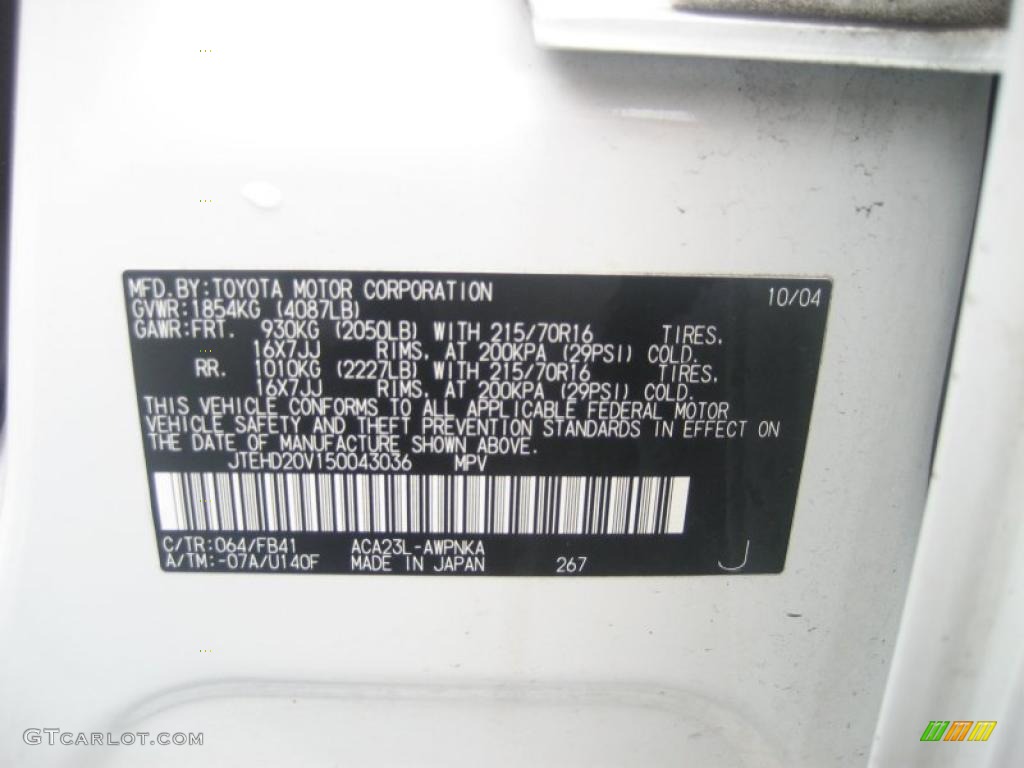 MFD.BY:TOYOTA MOTOR CORPORATION 10/04
GVWR:1854KG (4087LB)
GAWR:FRT. 930KG (2050LB) WITH 215/70R16 TIRES.
16X7JJ RIMS. AT 200KPA (29PSI) COLD.
RR. 1010KG (2227LB) WITH 215/70R16 TIRES.
16X7JJ RIMS. AT 200KPA (29PSI) COLD.
THIS VEHICLE CONFORMS TO ALL APPLICABLE FEDERAL MOTOR
VEHICLE SAFETY AND THEFT PREVENTION STANDARDS IN EFFECT ON
THE DATE OF MANUFACTURE SHOWN ABOVE.
JTEHD20V150043036 MPV
C/TR:064/FB41 ACA23L-AWPNKA
A/TM:-07A/U140F MADE IN JAPAN 267 J
GTCARLOT.COM